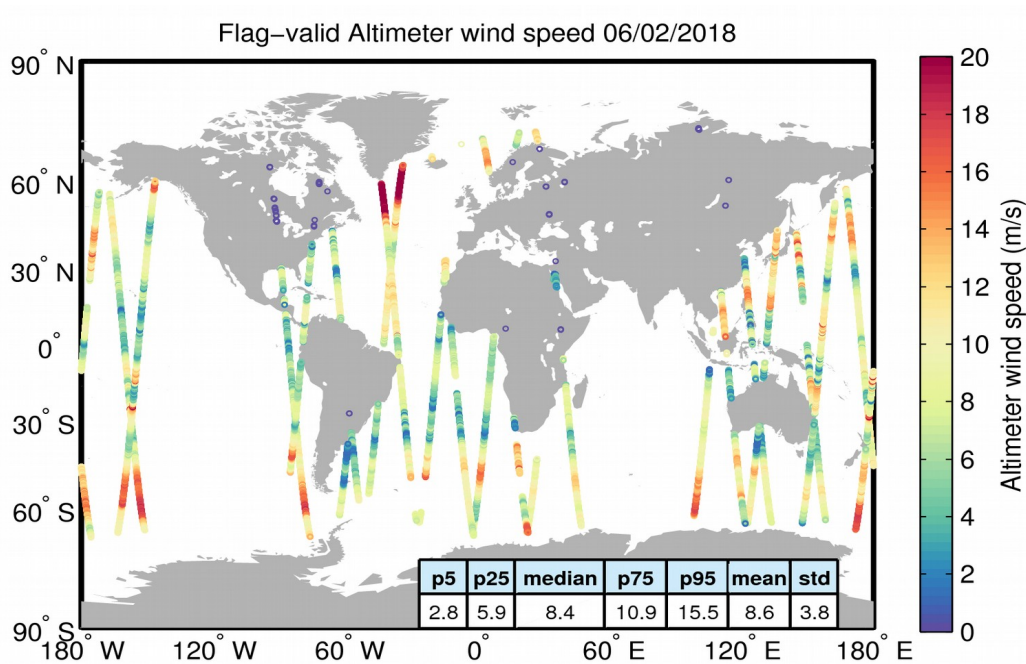 Flag−valid Altimeter wind speed 06/02/2018
90° N
60° N
30° N
0°
30° S
60° S
90° S
180° W
120° W
60° W
0°
60° E
120° E
180° E
p5 p25 median p75 p95 mean std
2.8 5.9 8.4 10.9 15.5 8.6 3.8
20
18
16
14
12
10
8
6
4
2
0
Altimeter wind speed (m/s)